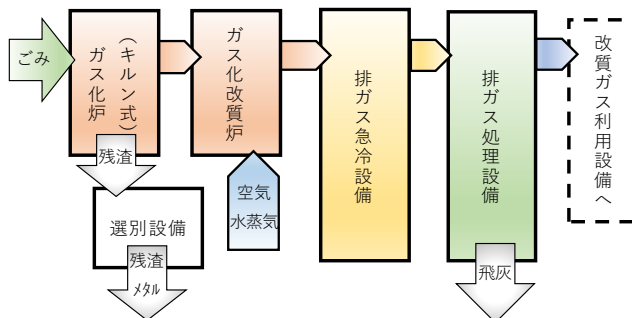 ごみ
ガス化炉
（キルン式）
ガス化改質炉
排ガス急冷設備
排ガス処理設備
改質ガス利用設備へ
残渣
選別設備
空気
水蒸気
残渣
ﾒﾀﾙ
飛灰